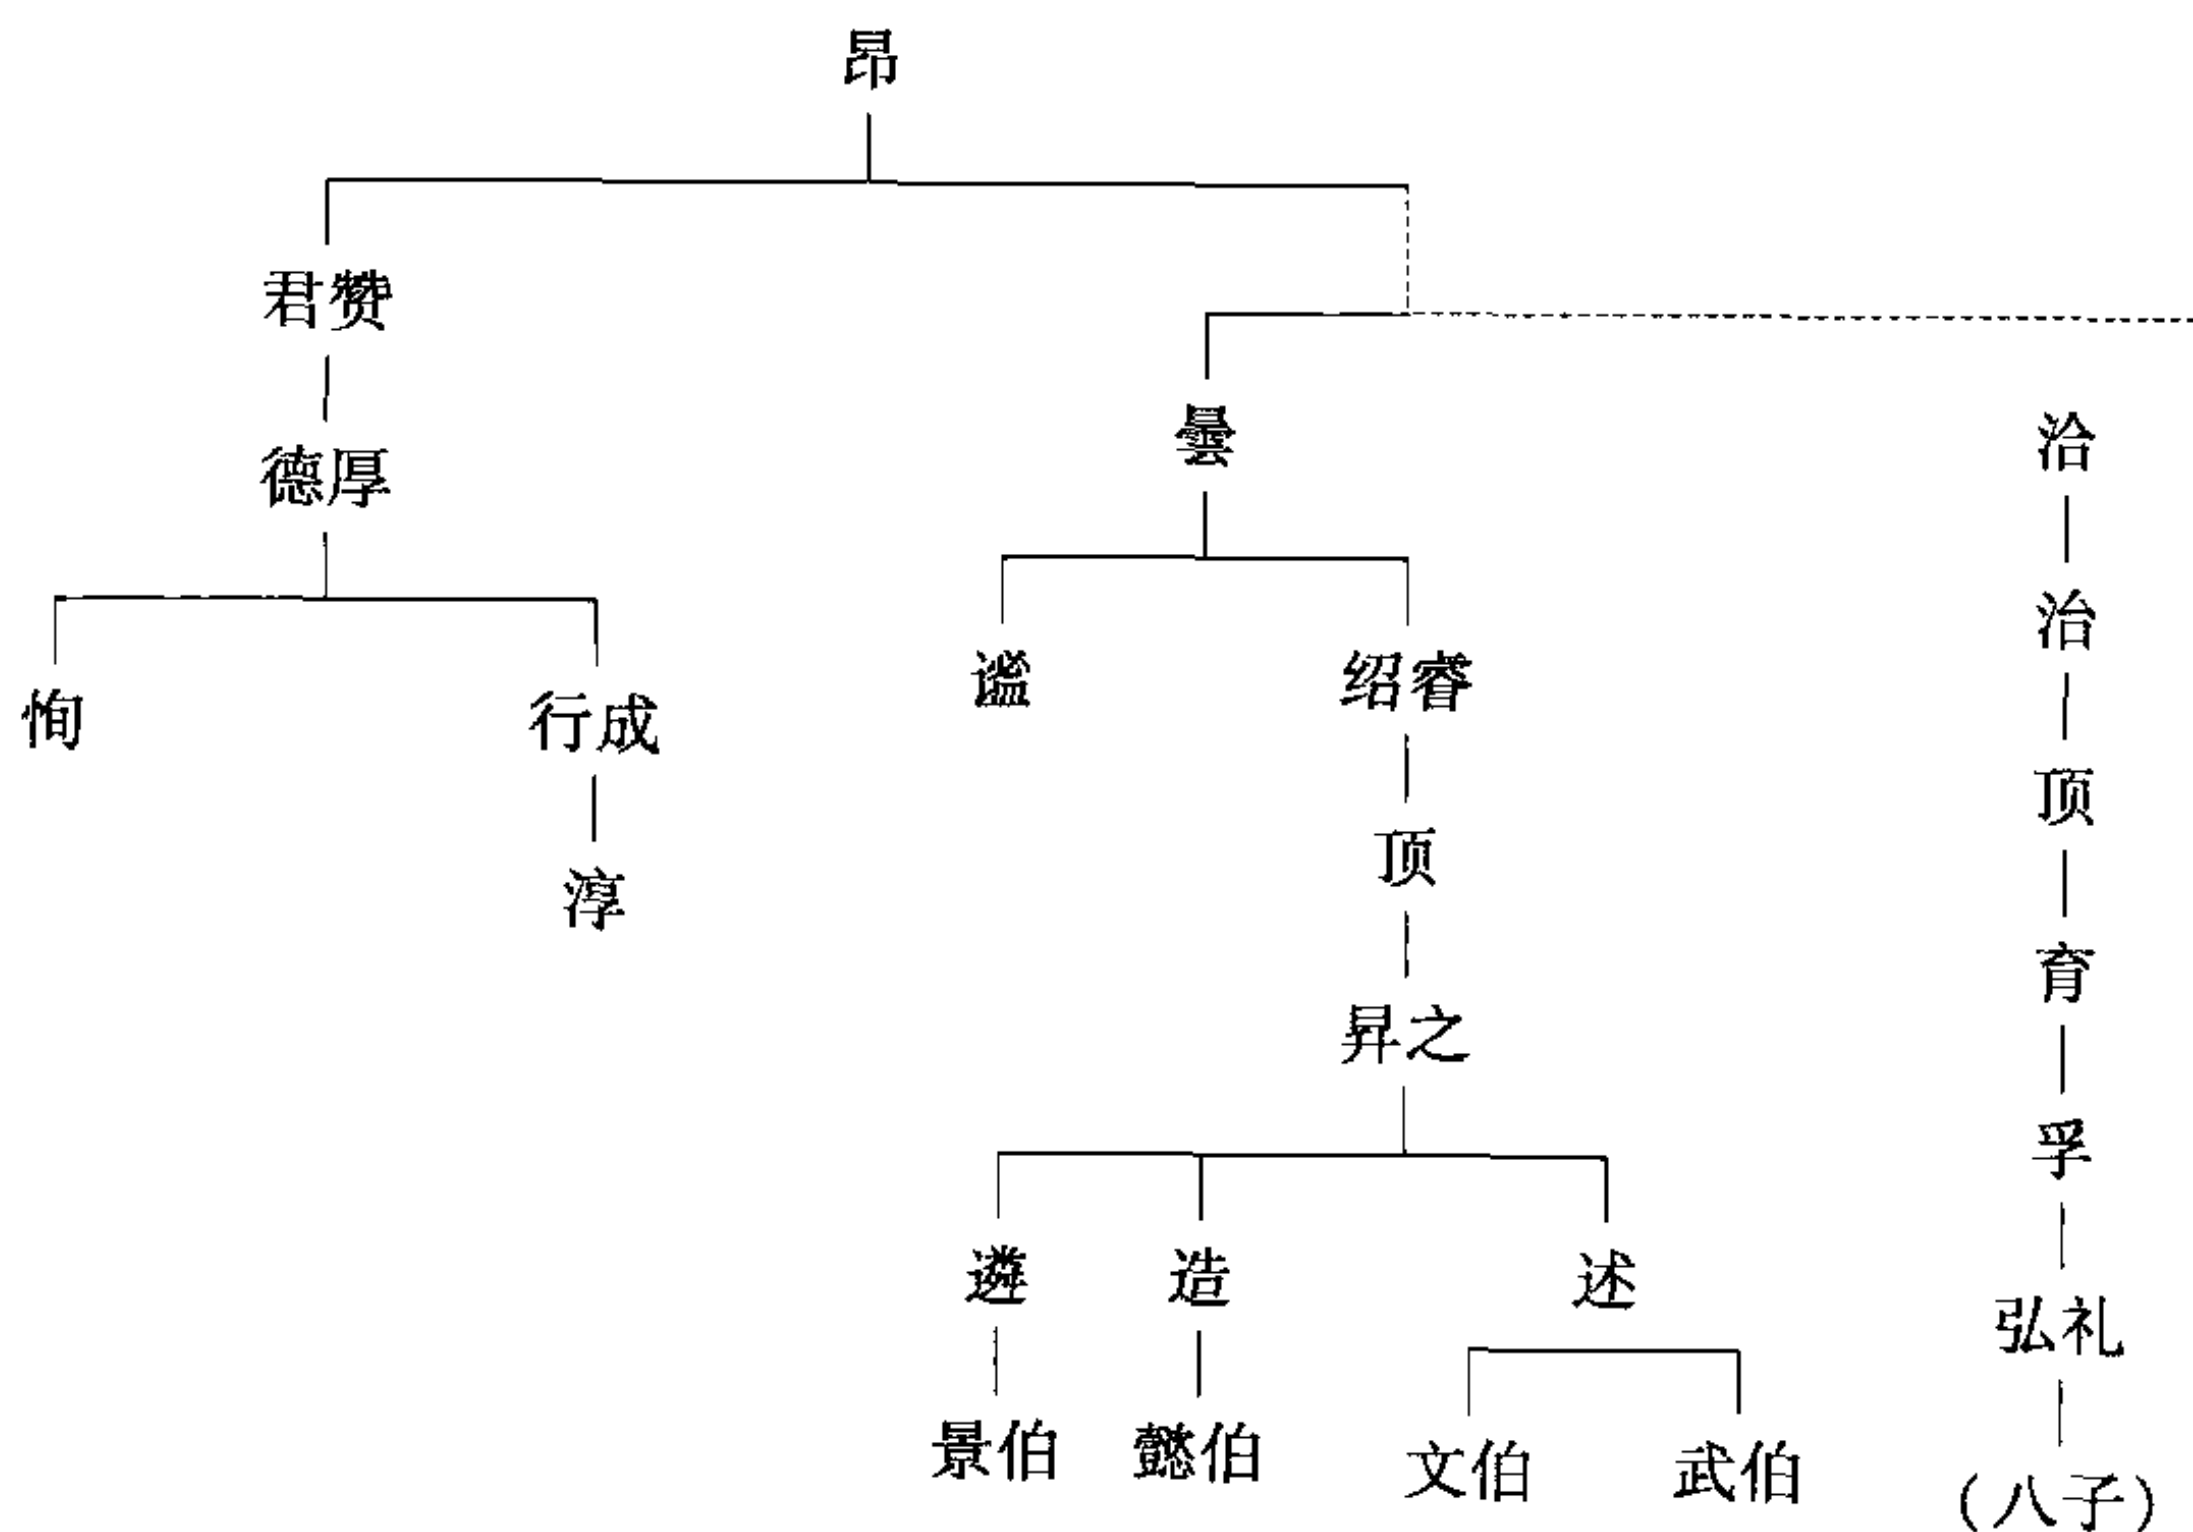 昂
君赞
昙 洽
德厚
治
谧 绍睿
恂 行成
顶
顶
淳
育
昇之
孚
遴 造 述
弘礼
景伯 懿伯 文伯 武伯
(八子)